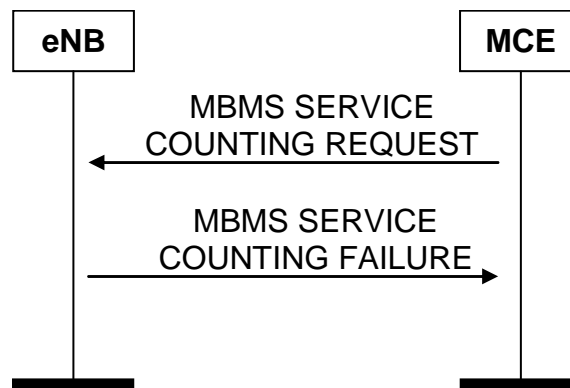 eNB
MCE
MBMS SERVICE
COUNTING REQUEST
MBMS SERVICE
COUNTING FAILURE